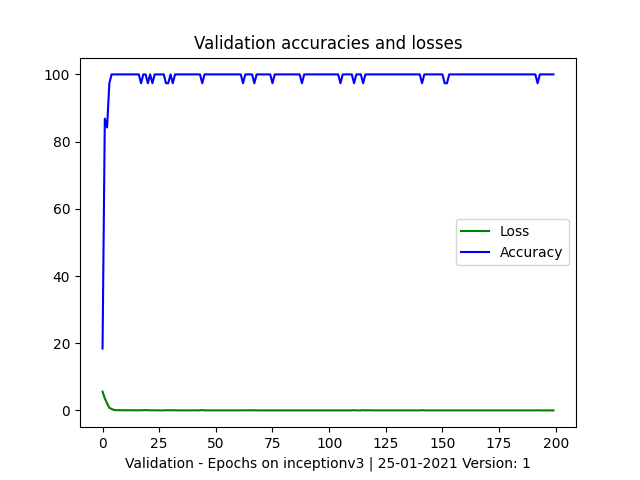 Validation accuracies and losses
100
80
60
40
20
0
Loss
Accuracy
0 25 50 75 100 125 150 175 200
Validation - Epochs on inceptionv3 | 25-01-2021 Version: 1